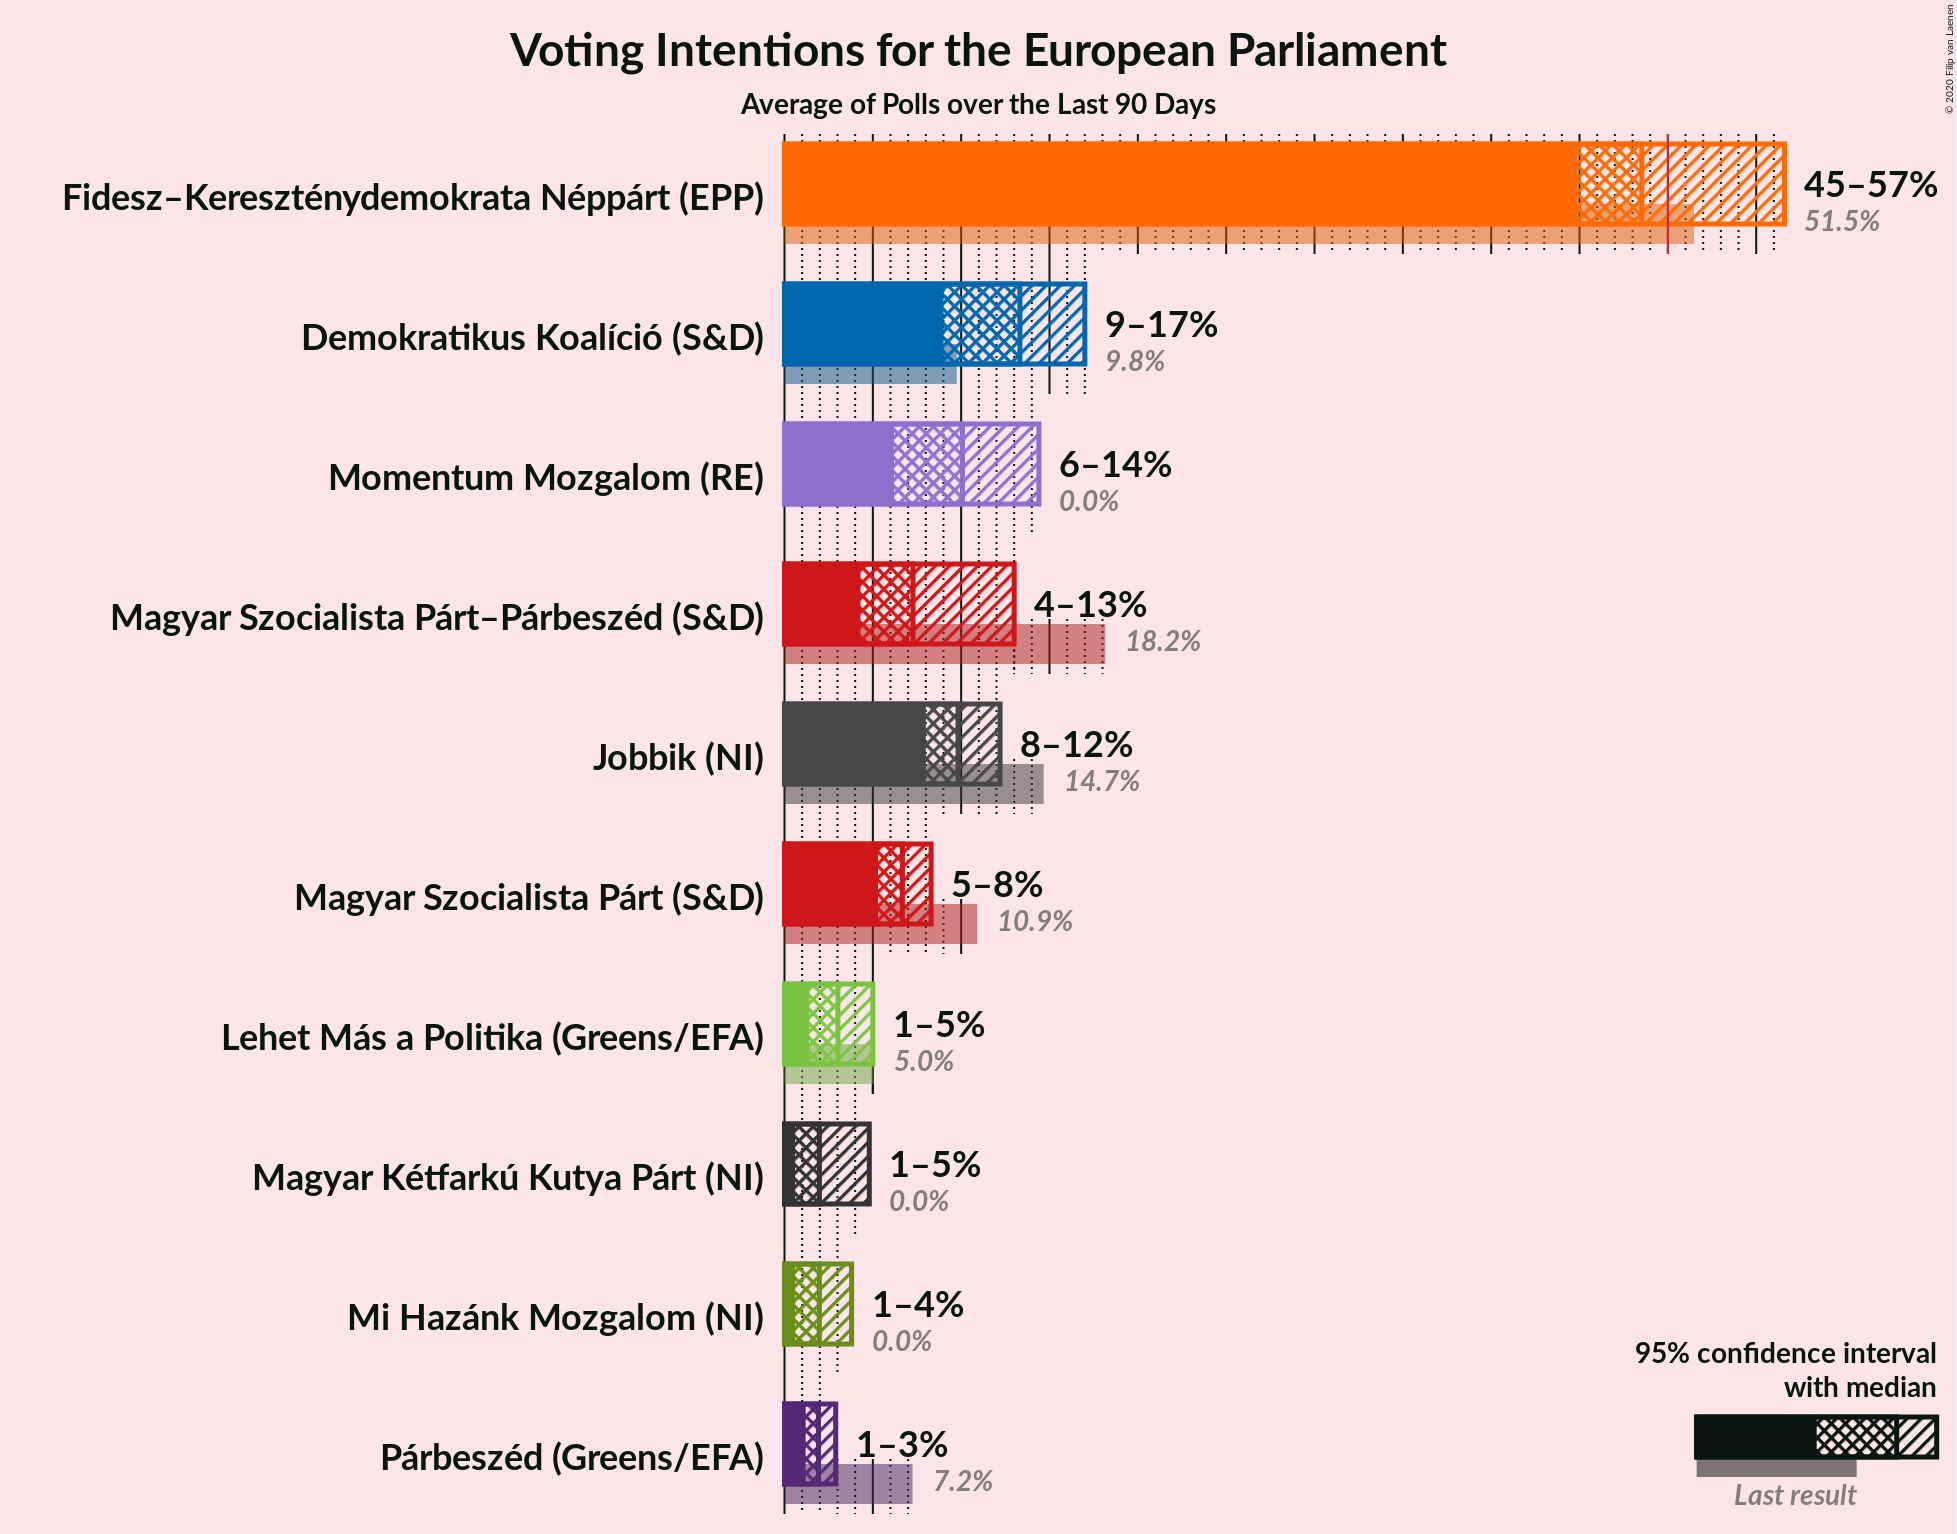 Voting Intentions for the European Parliament
Average of Polls over the Last 90 Days
© 2020 Filip van Laenen
Fidesz–Kereszténydemokrata Néppárt (EPP)
45–57%
51.5%
Demokratikus Koalíció (S&D)
9–17%
9.8%
Momentum Mozgalom (RE)
6–14%
0.0%
Magyar Szocialista Párt–Párbeszéd (S&D)
4–13%
18.2%
Jobbik (NI)
8–12%
14.7%
Magyar Szocialista Párt (S&D)
5–8%
10.9%
Lehet Más a Politika (Greens/EFA)
1–5%
5.0%
Magyar Kétfarkú Kutya Párt (NI)
1–5%
0.0%
Mi Hazánk Mozgalom (NI)
1–4%
0.0%
Párbeszéd (Greens/EFA)
1–3%
7.2%
95% confidence interval
with median
Last result